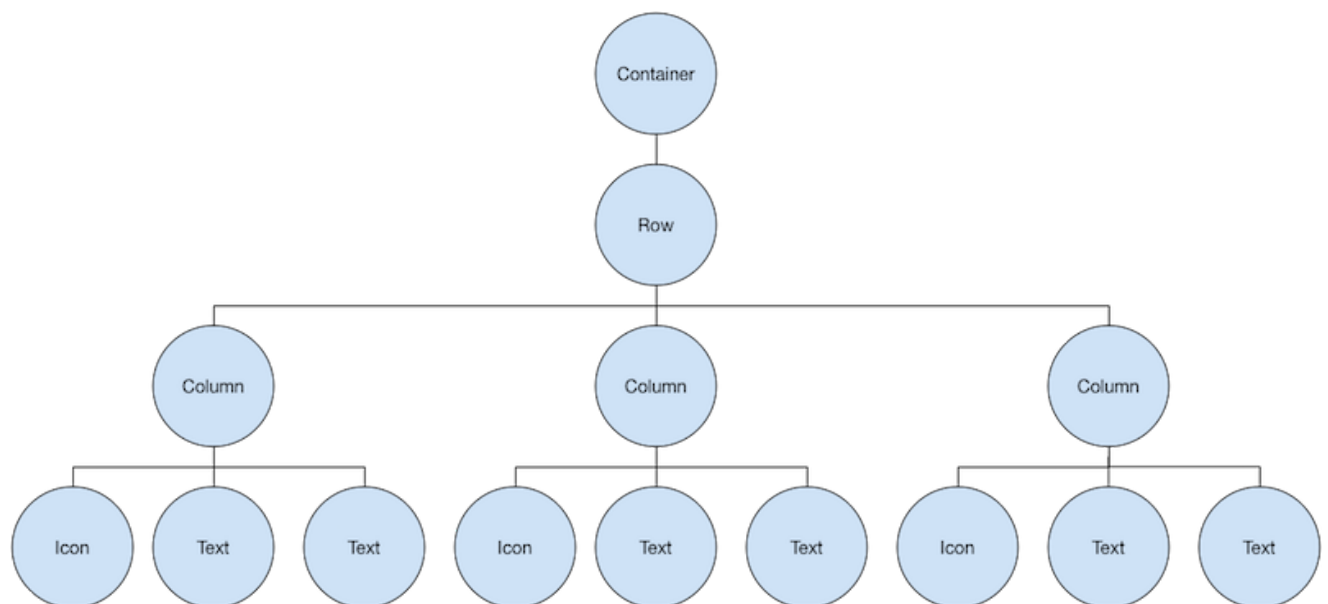 Container
Row
Column Column Column
Icon Text Text Icon Text Text Icon Text Text